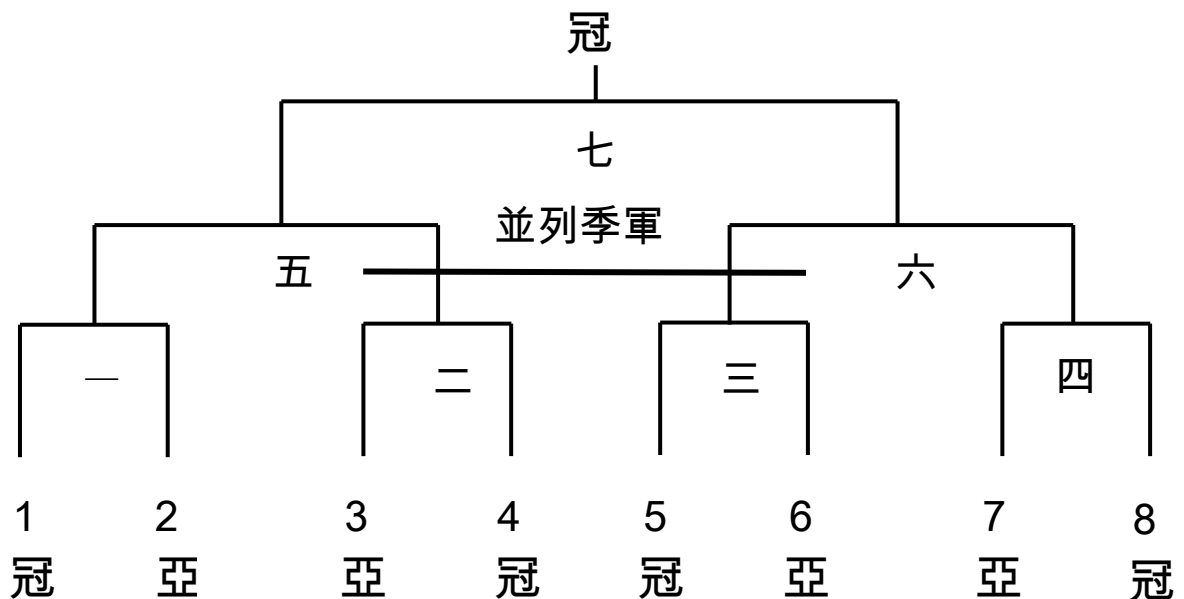 冠
七
並列季軍
五 六
一 二 三 四
1 2 3 4 5 6 7 8
冠 亞 亞 冠 冠 亞 亞 冠